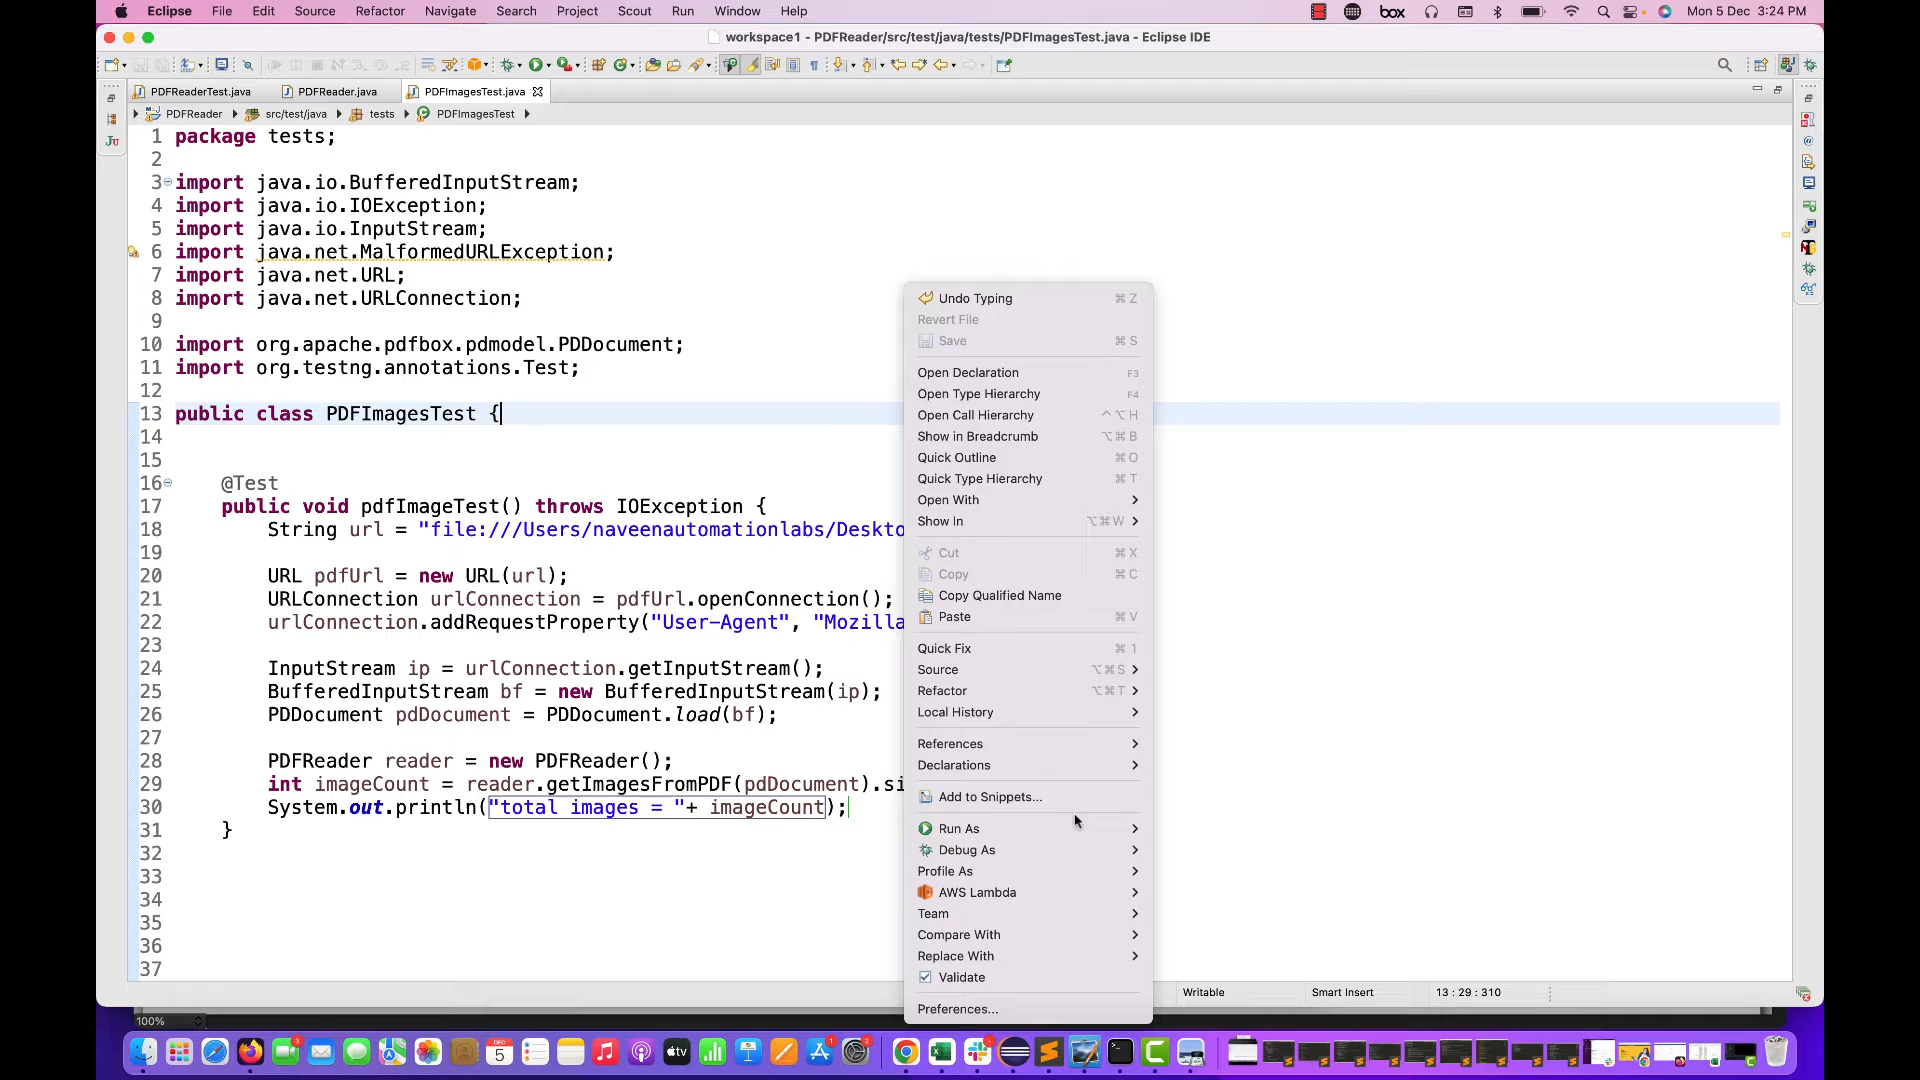 Eclipse File Edit Source Refactor Navigate Search Project Scout Run Window Help box Mon 5 Dec 3:24 PM
workspace1 - PDFReader/src/test/java/tests/PDFImagesTest.java - Eclipse IDE
PDFReaderTest.java PDFReader.java PDFImagesTest.java
PDFReader src/test/java tests PDFImagesTest
1 package tests;
2
3 import java.io.BufferedInputStream;
4 import java.io.IOException;
5 import java.io.InputStream;
6 import java.net.MalformedURLException;
7 import java.net.URL;
8 import java.net.URLConnection;
9
10 import org.apache.pdfbox.pdmodel.PDDocument;
11 import org.testng.annotations.Test;
12
13 public class PDFImagesTest {
14
15
16 @Test
17 public void pdfImageTest() throws IOException {
18 String url = "file:///Users/naveenautomationlabs/Deskto
19
20 URL pdfUrl = new URL(url);
21 URLConnection urlConnection = pdfUrl.openConnection();
22 urlConnection.addRequestProperty("User-Agent", "Mozilla
23
24 InputStream ip = urlConnection.getInputStream();
25 BufferedInputStream bf = new BufferedInputStream(ip);
26 PDDocument pdDocument = PDDocument.load(bf);
27
28 PDFReader reader = new PDFReader();
29 int imageCount = reader.getImagesFromPDF(pdDocument).si
30 System.out.println("total images = "+ imageCount);
31 }
32
33
34
35
36
37
Undo Typing ⌘ Z
Revert File
Save ⌘ S
Open Declaration F3
Open Type Hierarchy F4
Open Call Hierarchy ^⌥H
Show in Breadcrumb ⌥⌘B
Quick Outline ⌘ O
Quick Type Hierarchy ⌘ T
Open With
Show In ⌥⌘W
Cut ⌘ X
Copy ⌘ C
Copy Qualified Name
Paste ⌘ V
Quick Fix ⌘ 1
Source ⌥⌘S
Refactor ⌥⌘T
Local History
References
Declarations
Add to Snippets...
Run As
Debug As
Profile As
AWS Lambda
Team
Compare With
Replace With
Validate
Preferences...
Writable Smart Insert 13 : 29 : 310
100%
DEC
5
tv